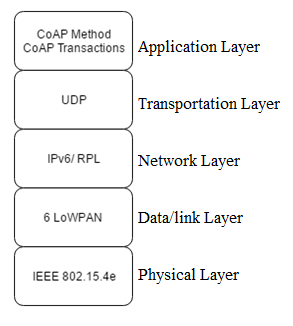 CoAP Method
CoAP Transactions
Application Layer
UDP
Transportation Layer
IPv6/ RPL
Network Layer
6 LoWPAN
Data/link Layer
IEEE 802.15.4e
Physical Layer